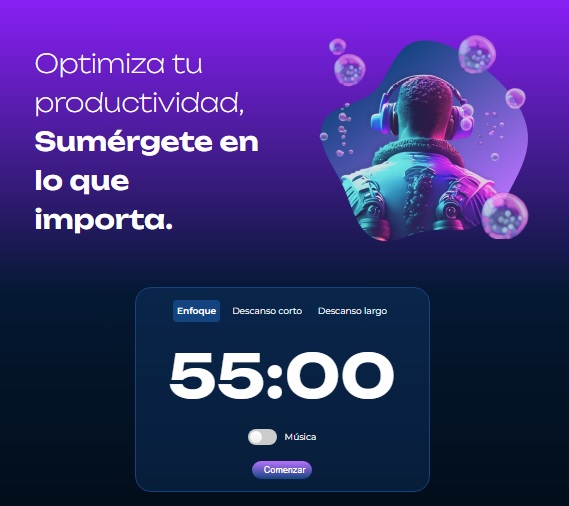 Optimiza tu
productividad,
Sumérgete en
lo que
importa.
Enfoque Descanso corto Descanso largo
55:00
Música
Comenzar